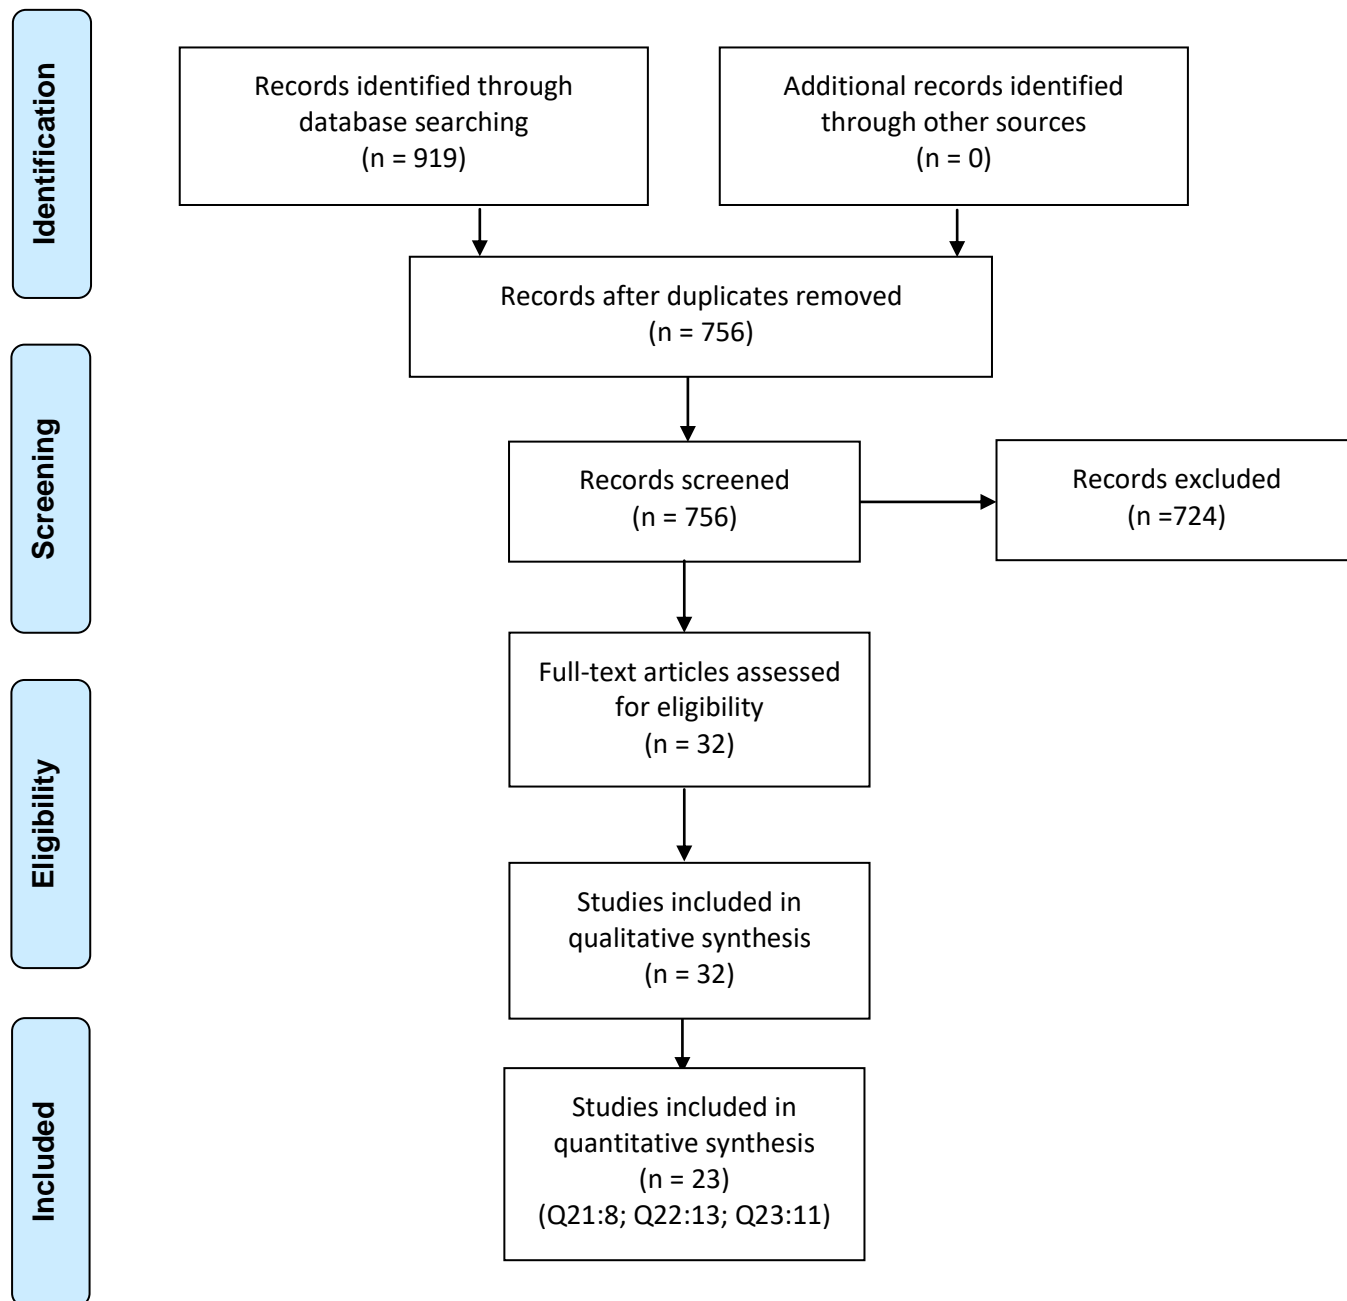 Identification
Records identified through
database searching
(n = 919)
Additional records identified
through other sources
(n = 0)
Records after duplicates removed
(n = 756)
Screening
Records screened
(n = 756)
Records excluded
(n =724)
Eligibility
Full-text articles assessed
for eligibility
(n = 32)
Studies included in
qualitative synthesis
(n = 32)
Included
Studies included in
quantitative synthesis
(n = 23)
(Q21:8; Q22:13; Q23:11)